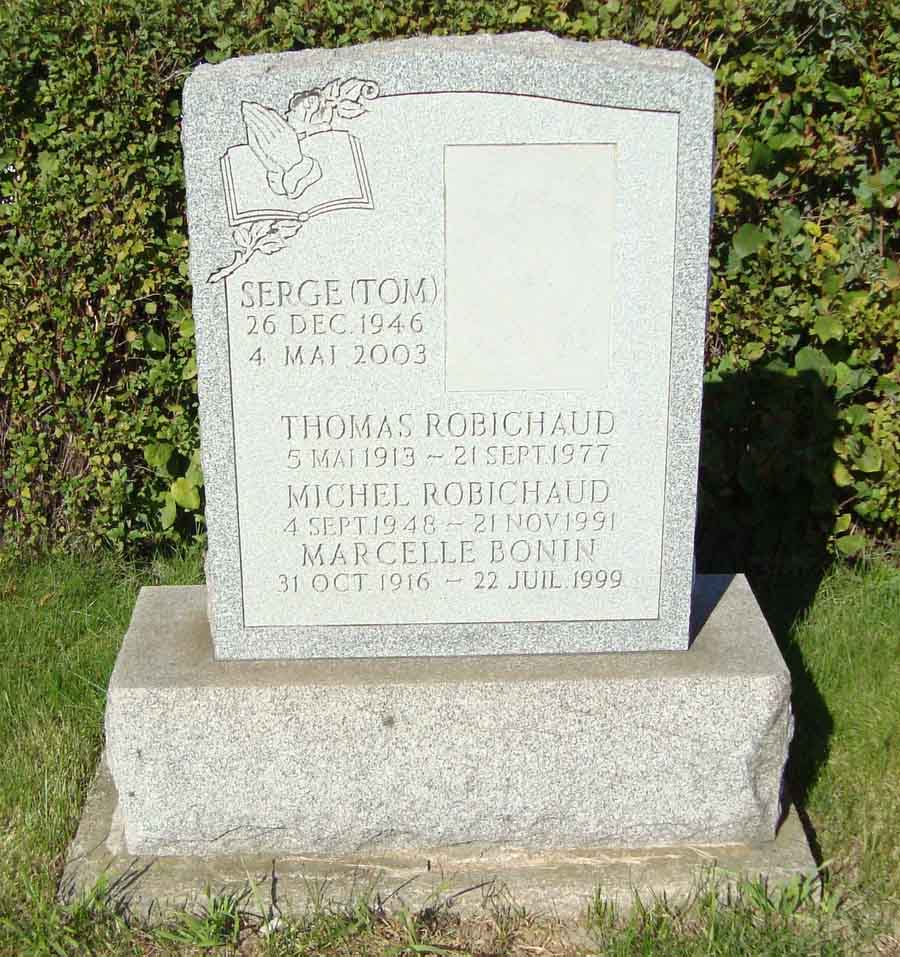 SERGE (TOM)
26 DEC. 1946
4 MAI 2003
THOMAS ROBICHAUD
5 MAI 1913 ~ 21 SEPT. 1977
MICHEL ROBICHAUD
4 SEPT. 1948 ~ 21 NOV. 1991
MARCELLE BONIN
31 OCT. 1916 ~ 22 JUIL. 1999